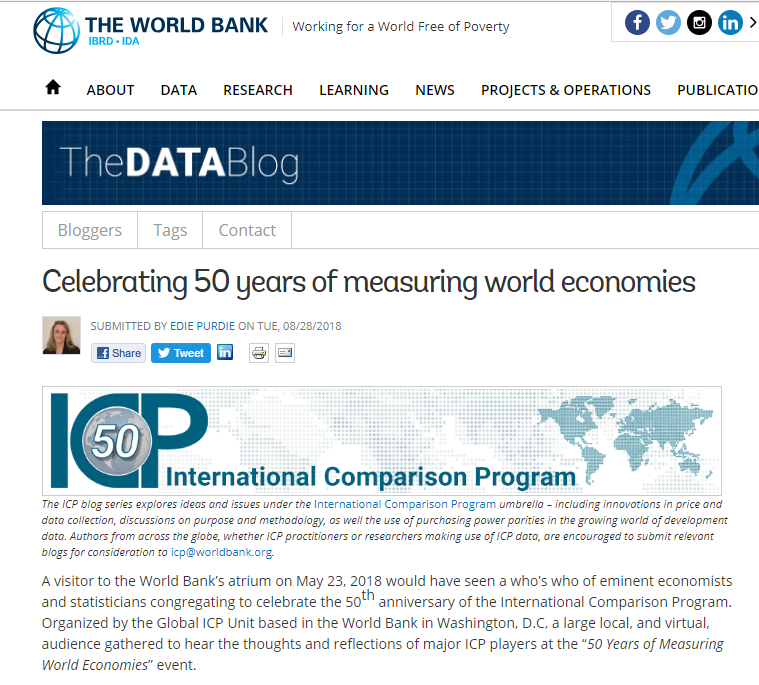 THE WORLD BANK
IBRD • IDA
Working for a World Free of Poverty
ABOUT DATA RESEARCH LEARNING NEWS PROJECTS & OPERATIONS PUBLICATIO
TheDATABlog
Bloggers Tags Contact
Celebrating 50 years of measuring world economies
SUBMITTED BY EDIE PURDIE ON TUE, 08/28/2018
Share Tweet
ICP
50
International Comparison Program
The ICP blog series explores ideas and issues under the International Comparison Program umbrella – including innovations in price and
data collection, discussions on purpose and methodology, as well the use of purchasing power parities in the growing world of development
data. Authors from across the globe, whether ICP practitioners or researchers making use of ICP data, are encouraged to submit relevant
blogs for consideration to icp@worldbank.org.
A visitor to the World Bank's atrium on May 23, 2018 would have seen a who's who of eminent economists
and statisticians congregating to celebrate the 50th anniversary of the International Comparison Program.
Organized by the Global ICP Unit based in the World Bank in Washington, D.C, a large local, and virtual,
audience gathered to hear the thoughts and reflections of major ICP players at the “50 Years of Measuring
World Economies” event.